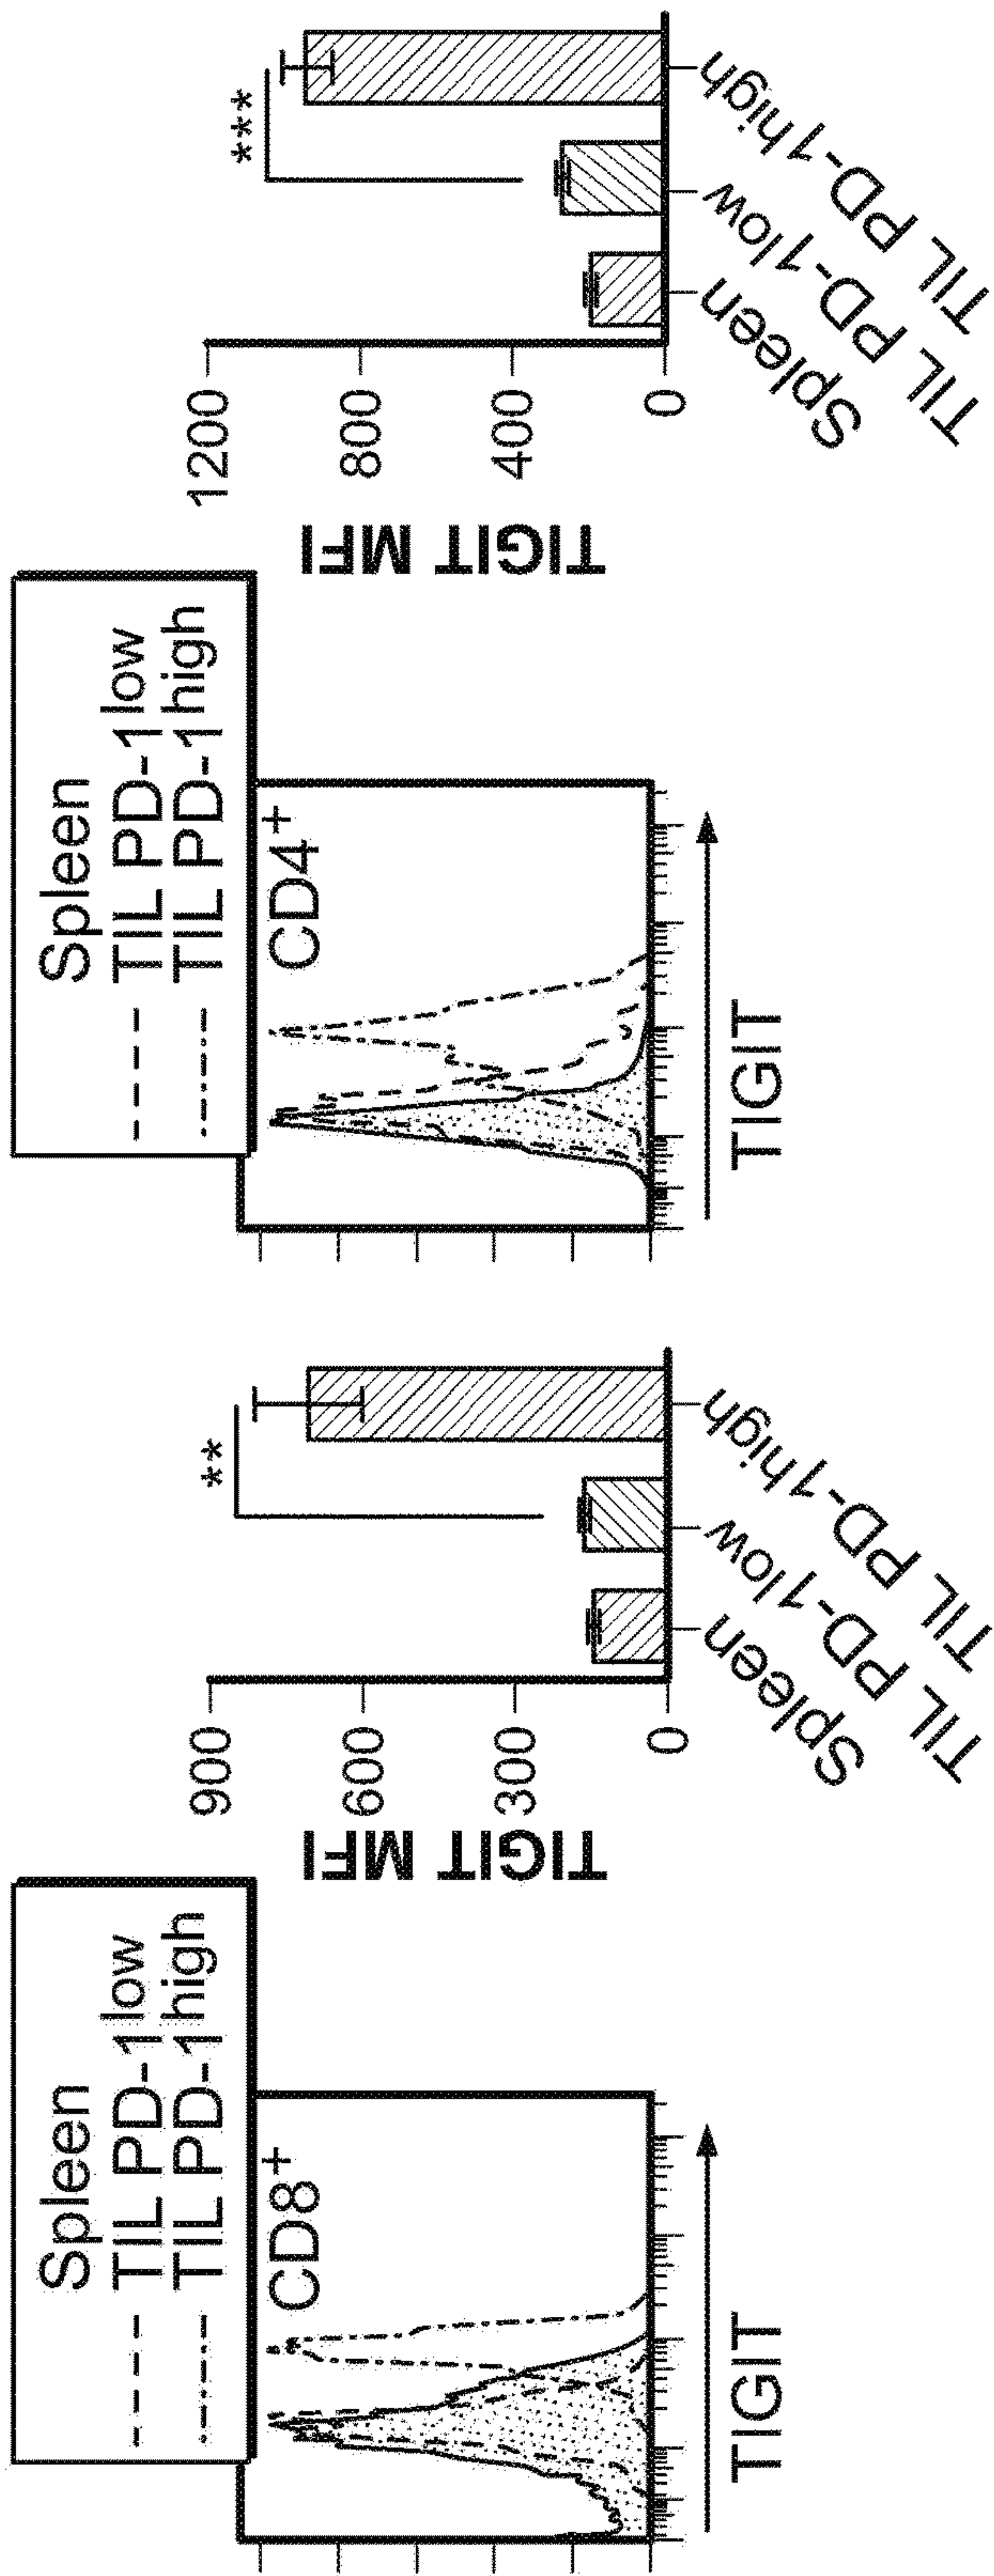 Spleen
TIL PD-1low
TIL PD-1high
CD8+
TIGIT
TIGIT MFI
900
600
300
0
**
Spleen
TIL PD-1low
TIL PD-1high
Spleen
TIL PD-1low
TIL PD-1high
CD4+
TIGIT
TIGIT MFI
1200
800
400
0
***
Spleen
TIL PD-1low
TIL PD-1high